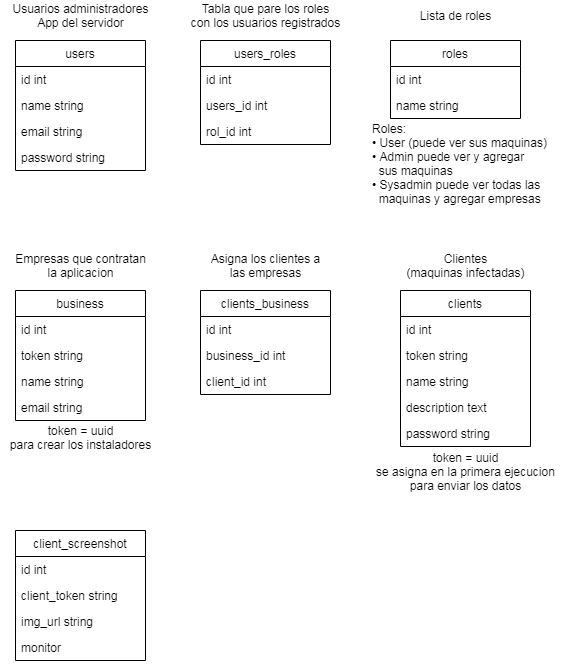 Usuarios administradores
App del servidor
users
id int
name string
email string
password string
Tabla que pare los roles
con los usuarios registrados
users_roles
id int
users_id int
rol_id int
Lista de roles
roles
id int
name string
Roles:
• User (puede ver sus maquinas)
• Admin puede ver y agregar
sus maquinas
• Sysadmin puede ver todas las
maquinas y agregar empresas
Empresas que contratan
la aplicacion
business
id int
token string
name string
email string
token = uuid
para crear los instaladores
Asigna los clientes a
las empresas
clients_business
id int
business_id int
client_id int
Clientes
(maquinas infectadas)
clients
id int
token string
name string
description text
password string
token = uuid
se asigna en la primera ejecucion
para enviar los datos
client_screenshot
id int
client_token string
img_url string
monitor